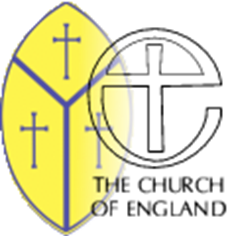 THE CHURCH
OF ENGLAND